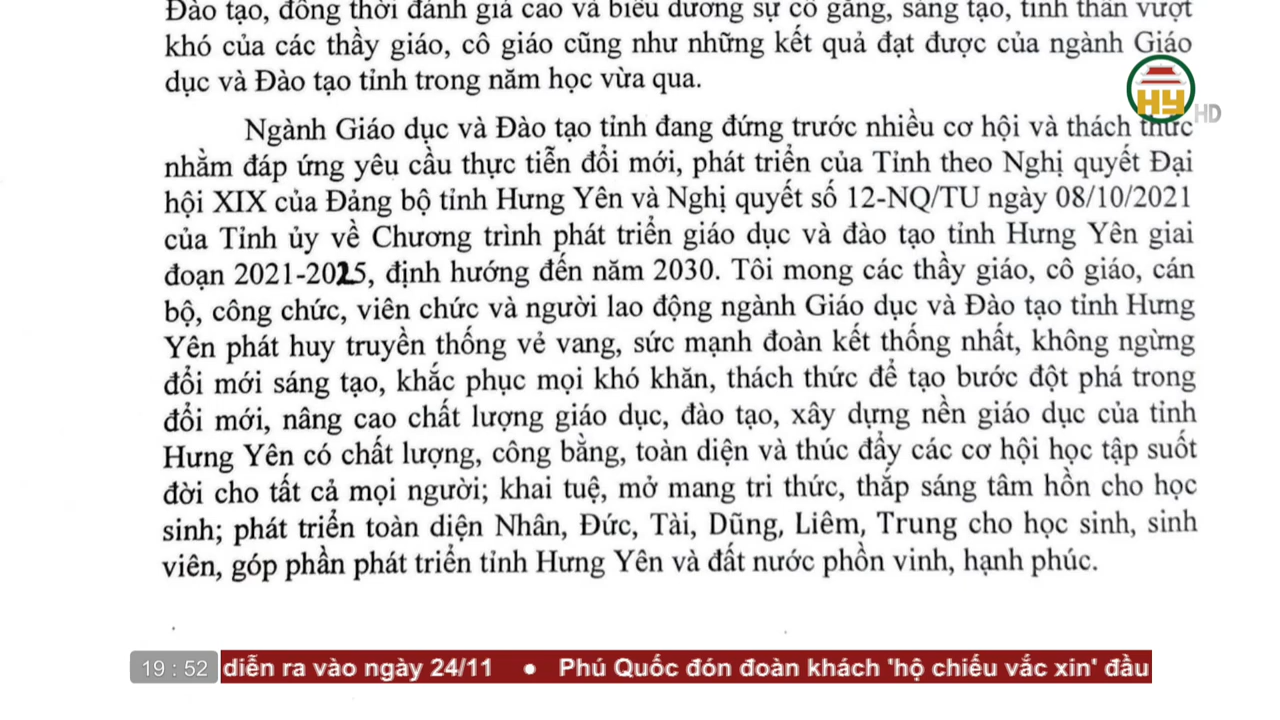 Đào tạo, đồng thời đánh giá cao và biểu dương sự cố gắng, sáng tạo, tinh thần vượt
khó của các thầy giáo, cô giáo cũng như những kết quả đạt được của ngành Giáo
dục và Đào tạo tỉnh trong năm học vừa qua.
HY HD
Ngành Giáo dục và Đào tạo tỉnh đang đứng trước nhiều cơ hội và thách thức
nhằm đáp ứng yêu cầu thực tiễn đổi mới, phát triển của Tỉnh theo Nghị quyết Đại
hội XIX của Đảng bộ tỉnh Hưng Yên và Nghị quyết số 12-NQ/TU ngày 08/10/2021
của Tỉnh ủy về Chương trình phát triển giáo dục và đào tạo tỉnh Hưng Yên giai
đoạn 2021-2025, định hướng đến năm 2030. Tôi mong các thầy giáo, cô giáo, cán
bộ, công chức, viên chức và người lao động ngành Giáo dục và Đào tạo tỉnh Hưng
Yên phát huy truyền thống vẻ vang, sức mạnh đoàn kết thống nhất, không ngừng
đổi mới sáng tạo, khắc phục mọi khó khăn, thách thức để tạo bước đột phá trong
đổi mới, nâng cao chất lượng giáo dục, đào tạo, xây dựng nền giáo dục của tỉnh
Hưng Yên có chất lượng, công bằng, toàn diện và thúc đẩy các cơ hội học tập suốt
đời cho tất cả mọi người; khai tuệ, mở mang tri thức, thắp sáng tâm hồn cho học
sinh; phát triển toàn diện Nhân, Đức, Tài, Dũng, Liêm, Trung cho học sinh, sinh
viên, góp phần phát triển tỉnh Hưng Yên và đất nước phồn vinh, hạnh phúc.
19 : 52 diễn ra vào ngày 24/11 • Phú Quốc đón đoàn khách 'hộ chiếu vắc xin' đầu